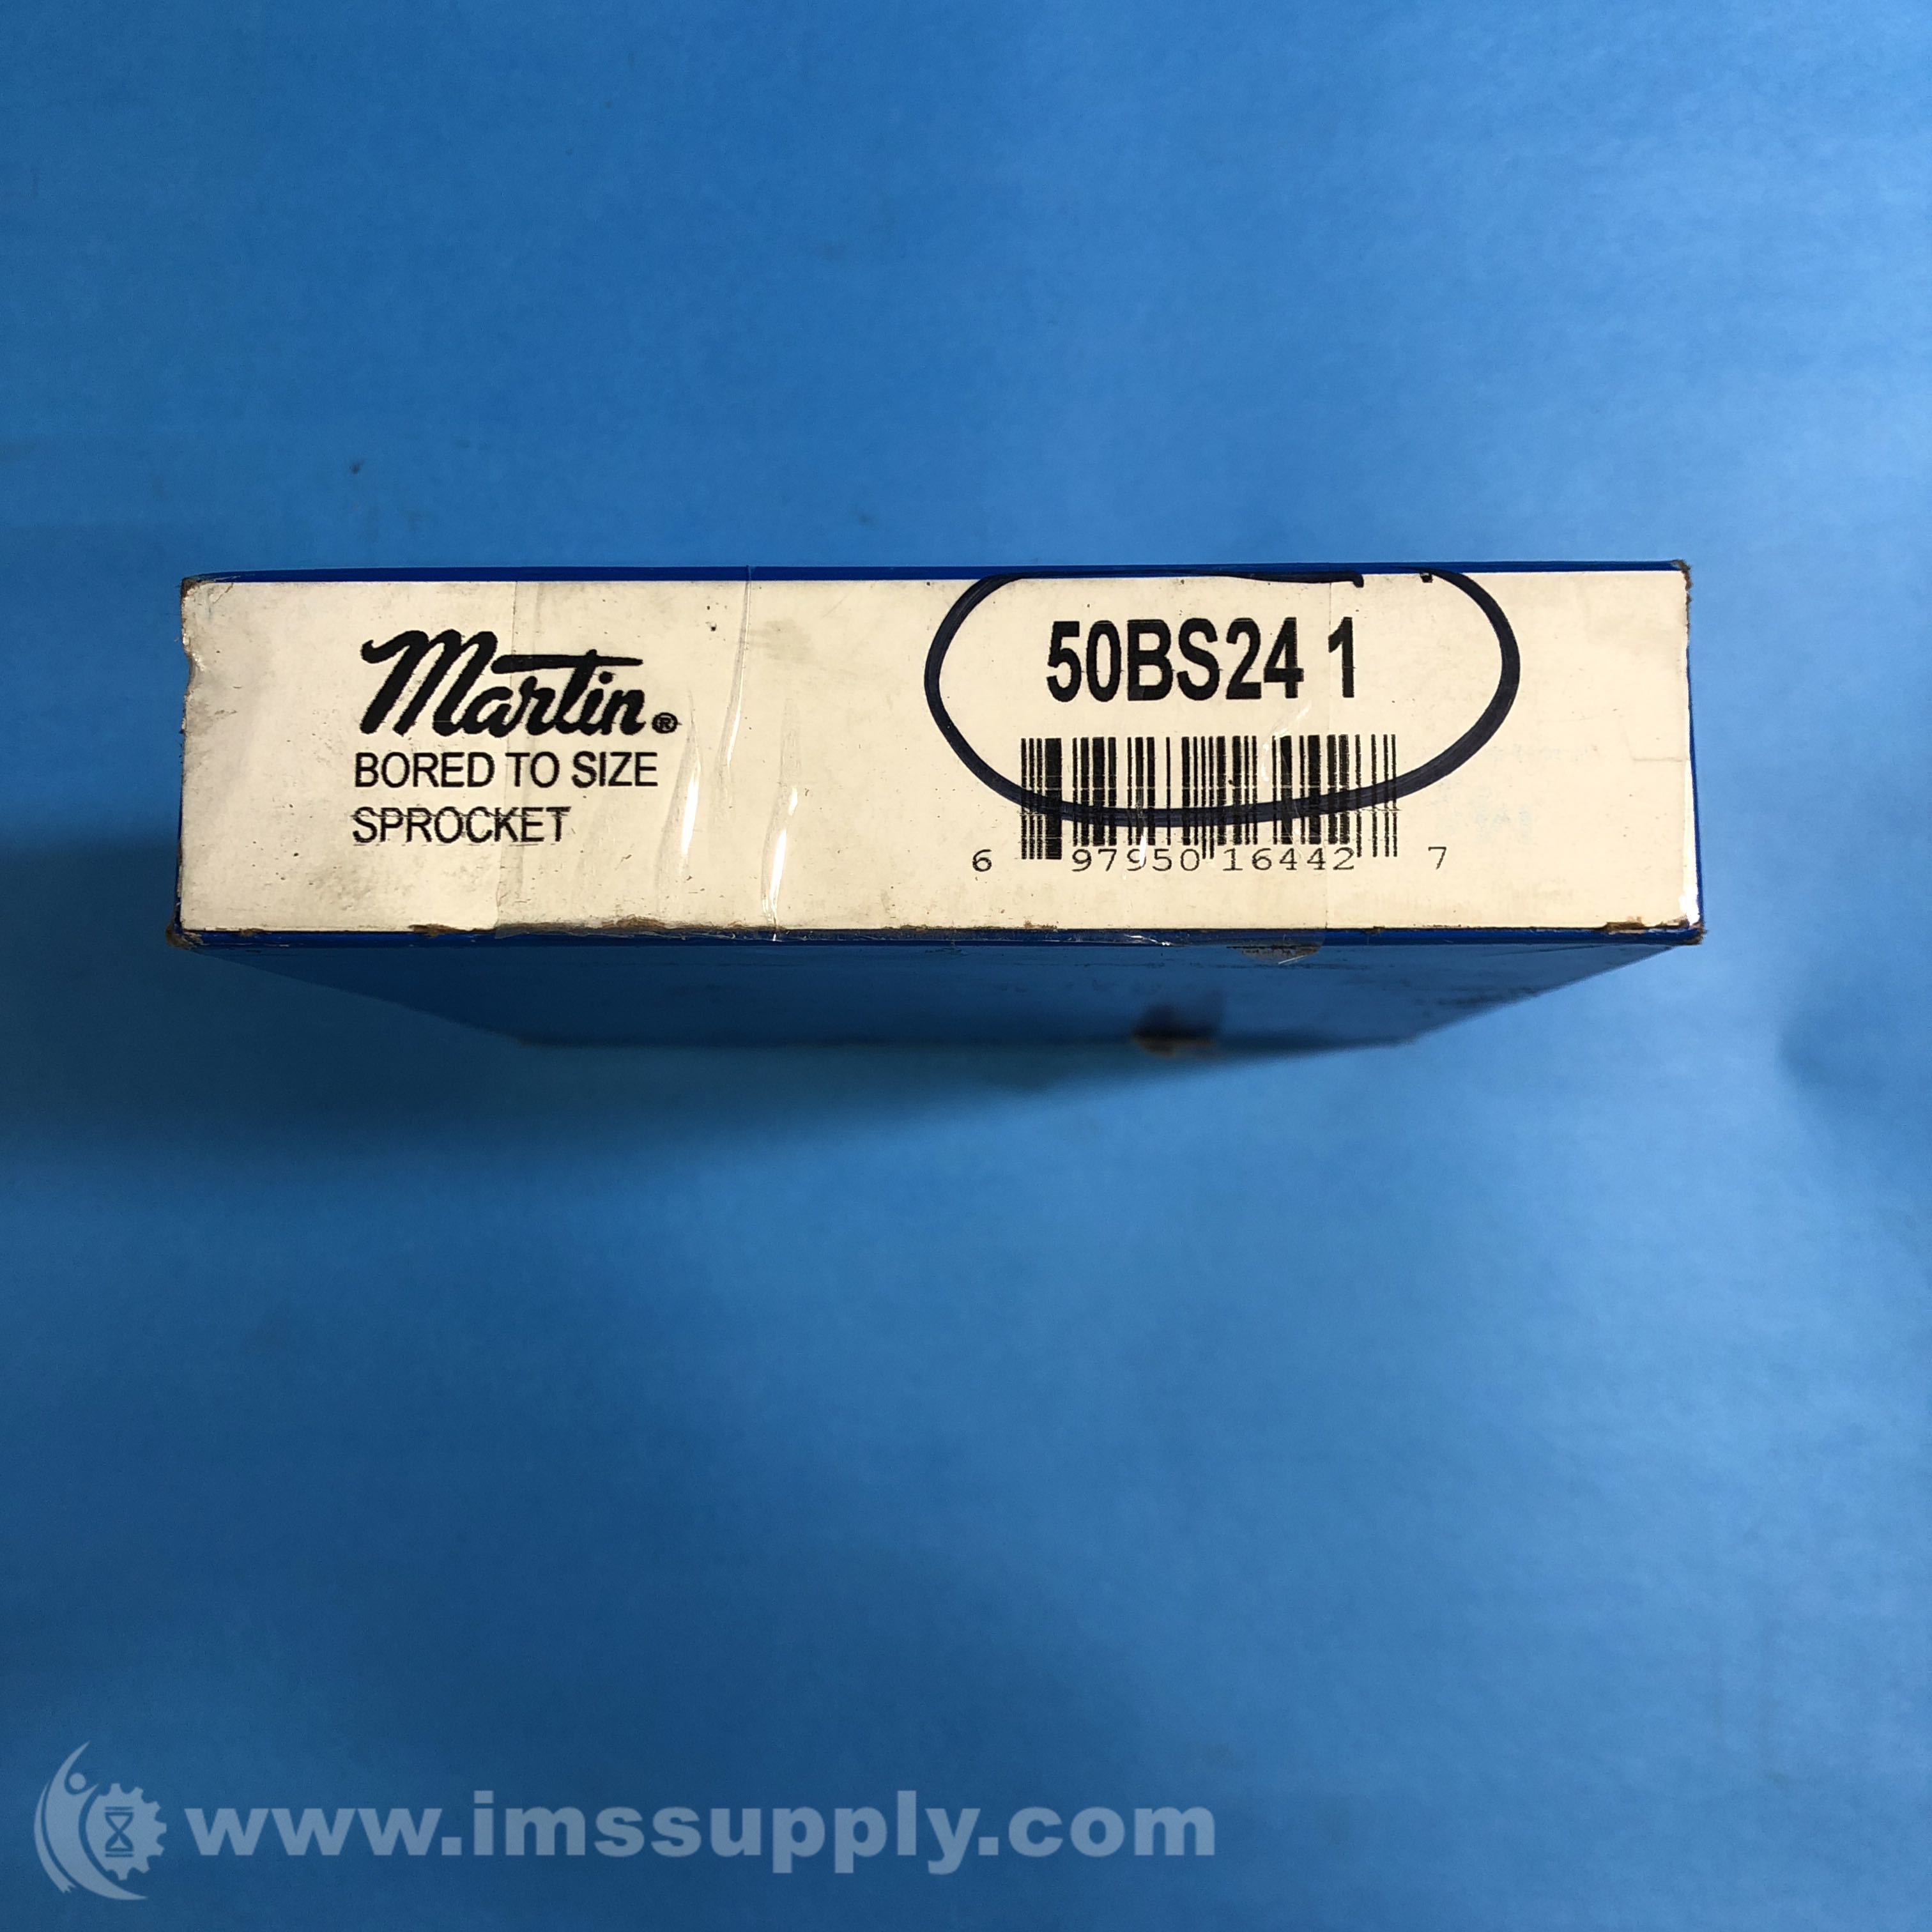 Martin®
BORED TO SIZE
SPROCKET
50BS24 1
6 97950 16442 7
www.imssupply.com